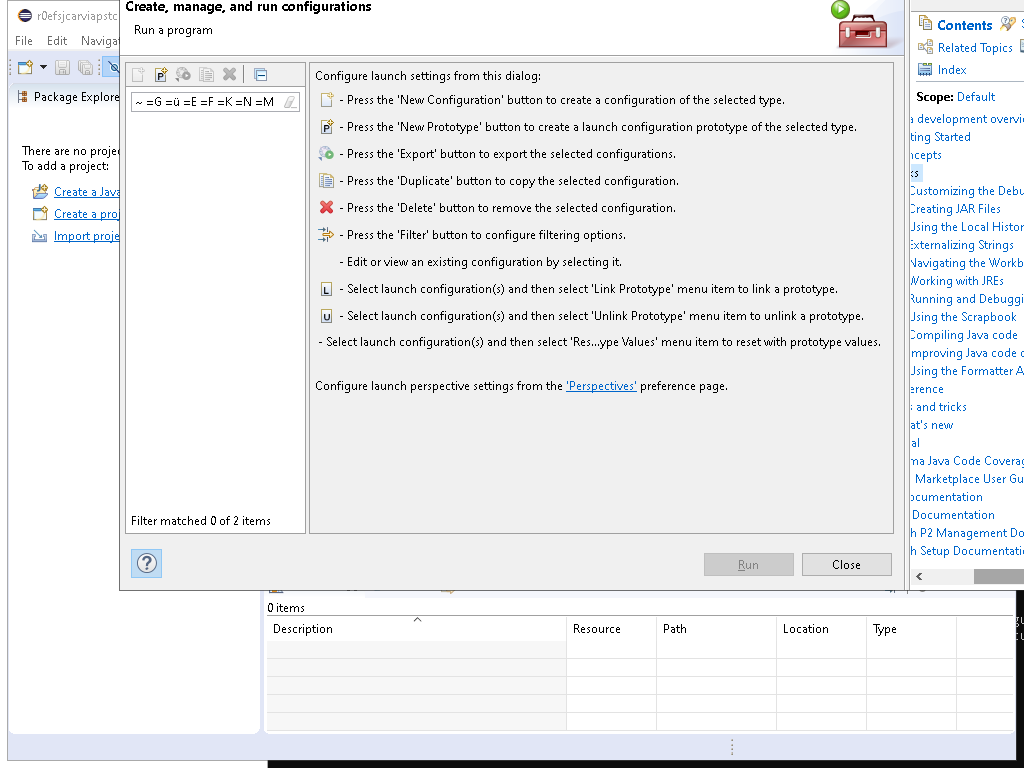 Create, manage, and run configurations
Run a program
r0efsjcarviapstc
File Edit Navigat
Package Explore
There are no projec
To add a project:
Create a Java
Create a proj
Import proje
~ =G =ü =E =F =K =N =M
Filter matched 0 of 2 items
Configure launch settings from this dialog:
- Press the 'New Configuration' button to create a configuration of the selected type.
- Press the 'New Prototype' button to create a launch configuration prototype of the selected type.
- Press the 'Export' button to export the selected configurations.
- Press the 'Duplicate' button to copy the selected configuration.
- Press the 'Delete' button to remove the selected configuration.
- Press the 'Filter' button to configure filtering options.
- Edit or view an existing configuration by selecting it.
L - Select launch configuration(s) and then select 'Link Prototype' menu item to link a prototype.
U - Select launch configuration(s) and then select 'Unlink Prototype' menu item to unlink a prototype.
- Select launch configuration(s) and then select 'Res...ype Values' menu item to reset with prototype values.
Configure launch perspective settings from the 'Perspectives' preference page.
?
Run
Close
Contents
Related Topics
Index
Scope: Default
a development overvi
ting Started
ncepts
ks
Customizing the Debu
Creating JAR Files
Using the Local Histor
Externalizing Strings
Navigating the Workb
Working with JREs
Running and Debuggi
Using the Scrapbook
Compiling Java code
mproving Java code c
Using the Formatter A
erence
s and tricks
at's new
al
ma Java Code Coverag
Marketplace User Gu
ocumentation
Documentation
h P2 Management Do
h Setup Documentatio
0 items
Description Resource Path Location Type